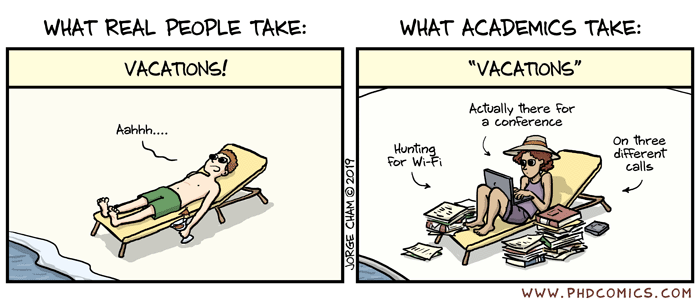 WHAT REAL PEOPLE TAKE:
VACATIONS!
Aahhh....
JORGE CHAM © 2019
WHAT ACADEMICS TAKE:
"VACATIONS"
Actually there for
a conference
Hunting
for Wi-Fi
On three
different
calls
WWW.PHDCOMICS.COM